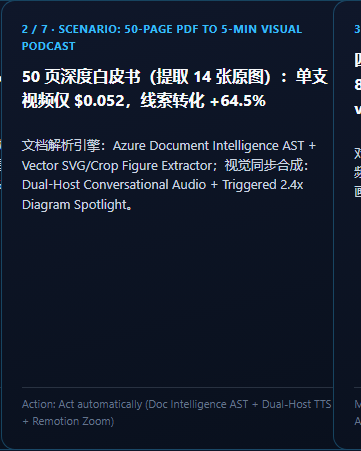 2 / 7 · SCENARIO: 50-PAGE PDF TO 5-MIN VISUAL
PODCAST
50 页深度白皮书（提取 14 张原图）：单支
视频仅 $0.052，线索转化 +64.5%
文档解析引擎：Azure Document Intelligence AST +
Vector SVG/Crop Figure Extractor；视觉同步合成：
Dual-Host Conversational Audio + Triggered 2.4x
Diagram Spotlight。
Action: Act automatically (Doc Intelligence AST + Dual-Host TTS
+ Remotion Zoom)
3
8